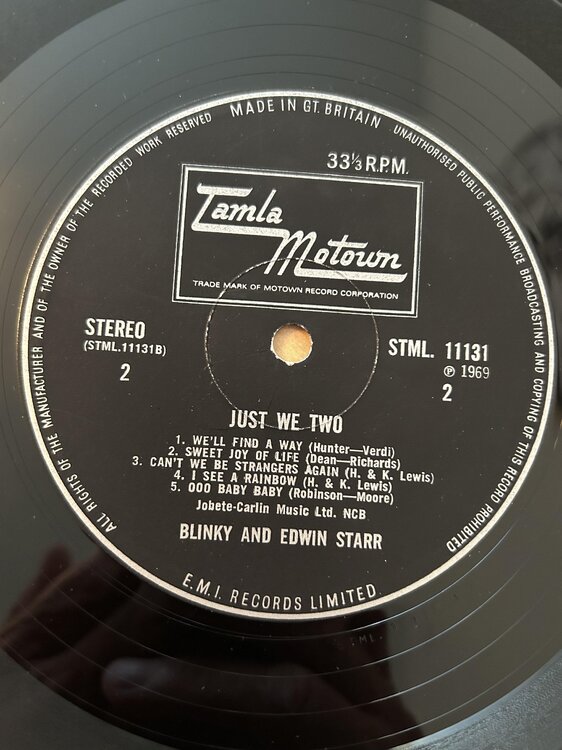 MADE IN GT. BRITAIN
UNAUTHORISED PUBLIC PERFORMANCE BROADCASTING AND COPYING OF THIS RECORD PROHIBITED
ALL RIGHTS OF THE MANUFACTURER AND OF THE OWNER OF THE RECORDED WORK RESERVED
33⅓ R.P.M.
Tamla
Motown
TRADE MARK OF MOTOWN RECORD CORPORATION
STEREO
(STML.11131B)
2
STML. 11131
℗ 1969
2
JUST WE TWO
1. WE'LL FIND A WAY (Hunter—Verdi)
2. SWEET JOY OF LIFE (Dean—Richards)
3. CAN'T WE BE STRANGERS AGAIN (H. & K. Lewis)
4. I SEE A RAINBOW (H. & K. Lewis)
5. OOO BABY BABY (Robinson—Moore)
Jobete-Carlin Music Ltd. NCB
BLINKY AND EDWIN STARR
E.M.I. RECORDS LIMITED